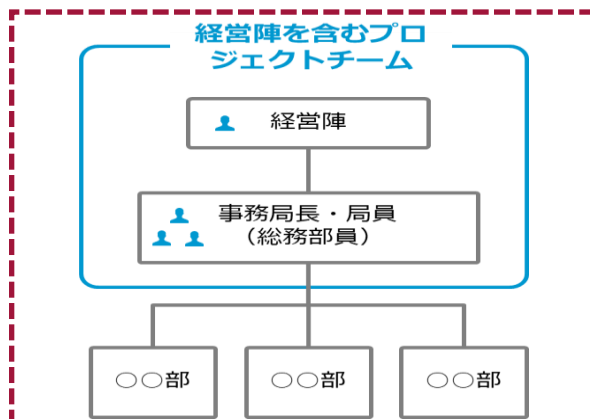 経営陣を含むプロ
ジェクトチーム
経営陣
事務局長・局員
（総務部員）
○○部
○○部
○○部